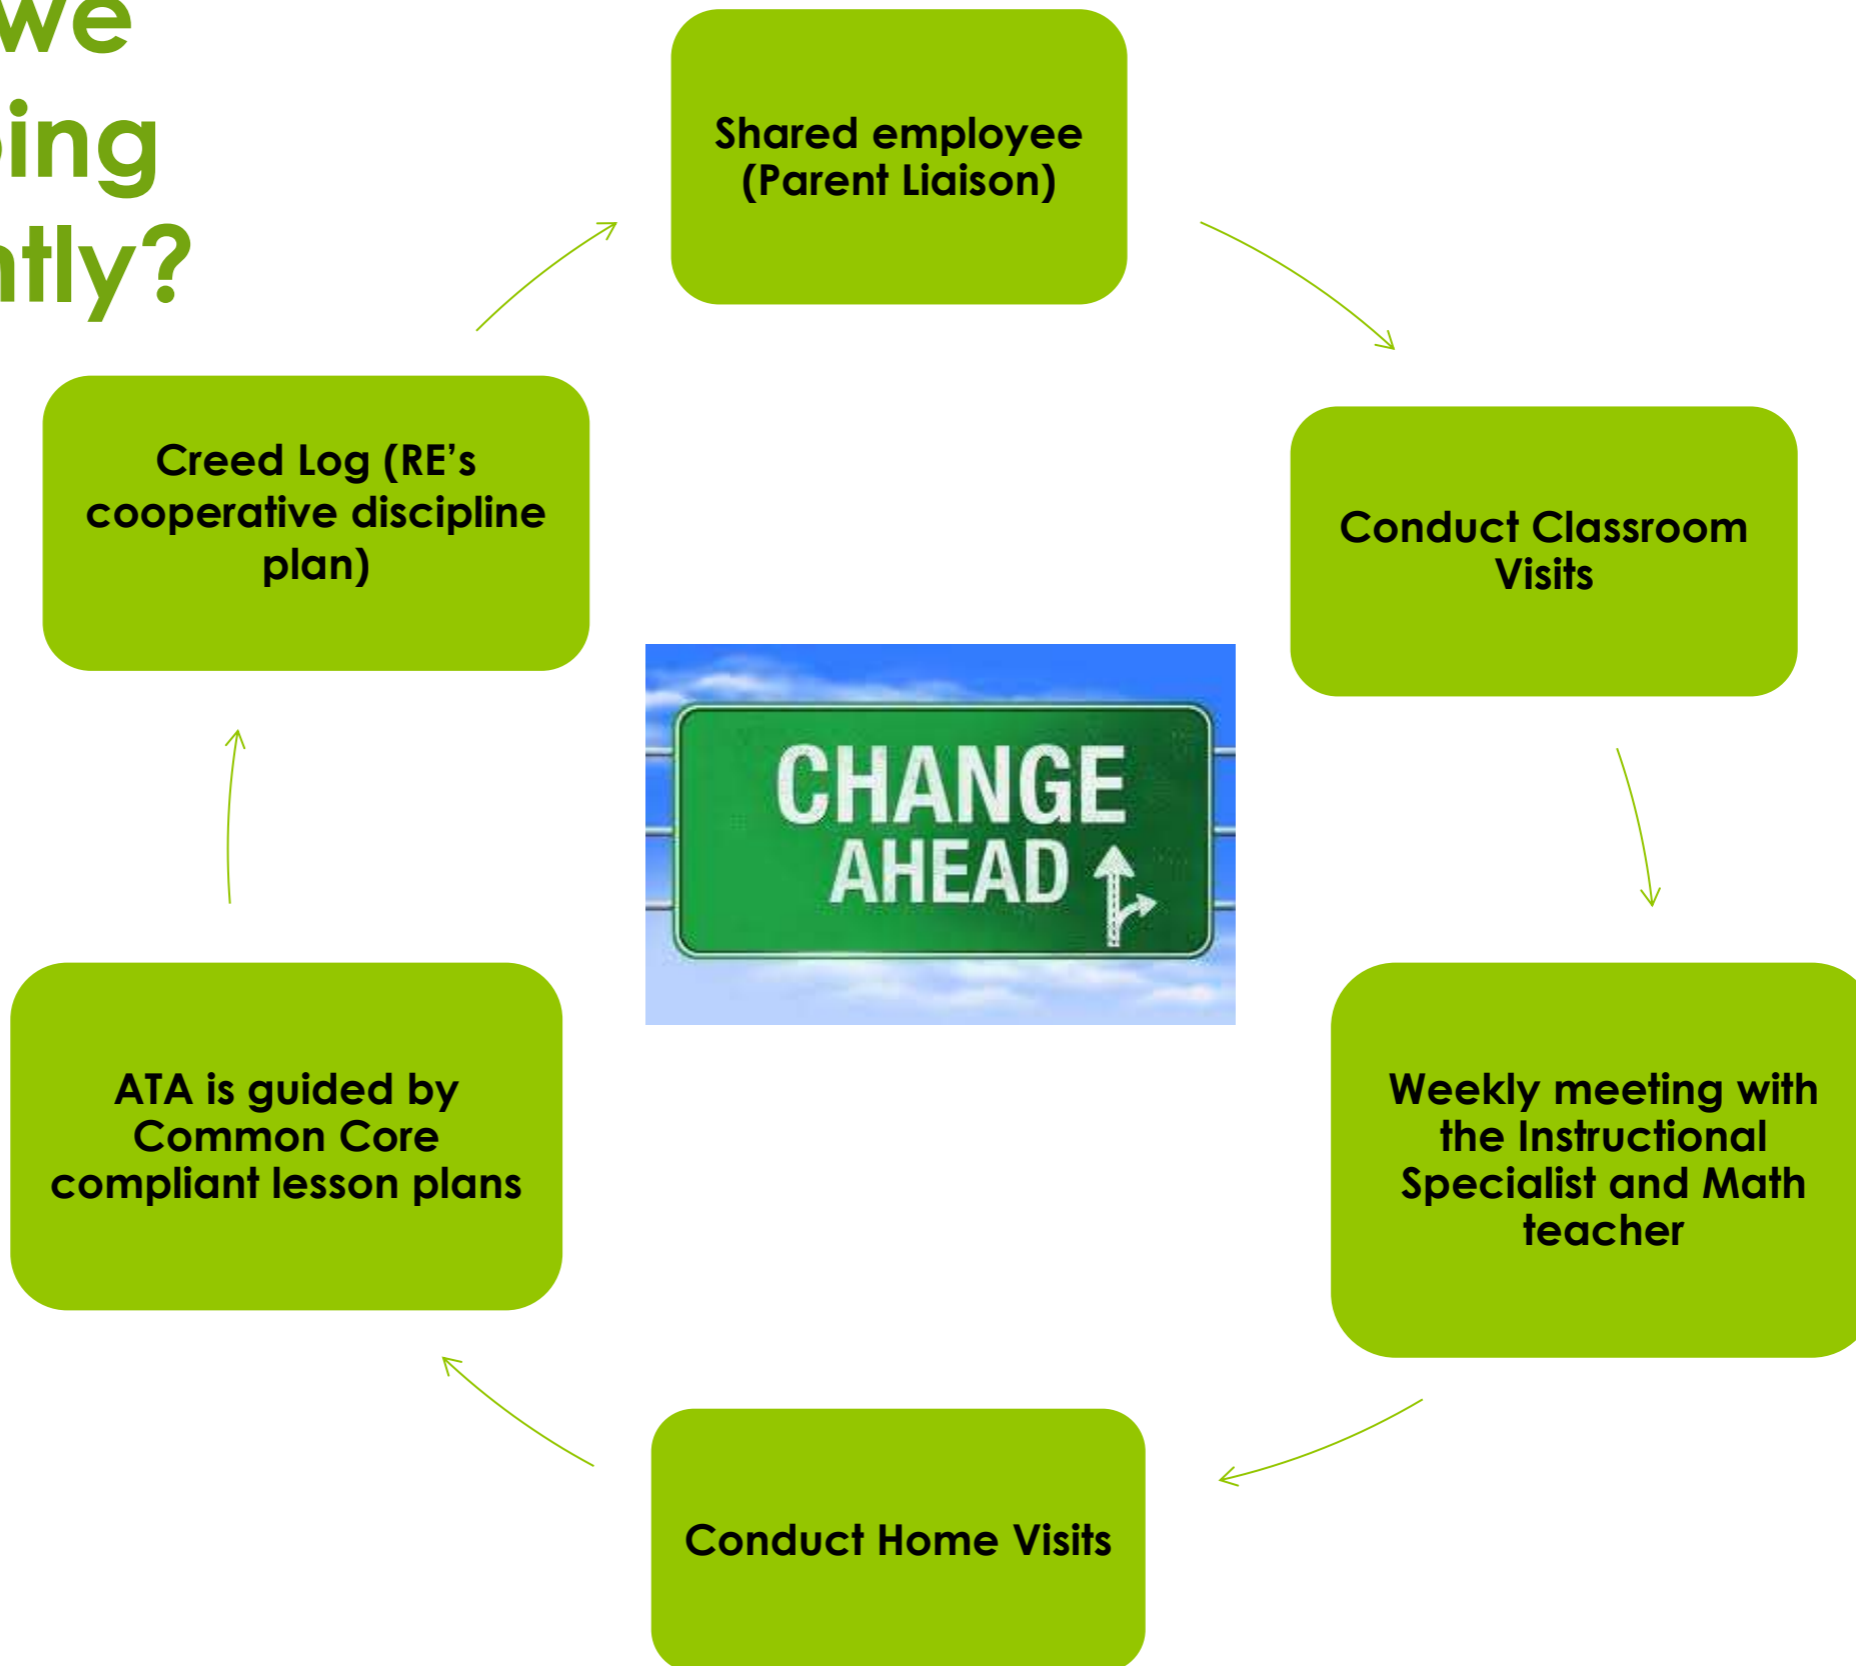 we
ing
ntly?
Shared employee
(Parent Liaison)
Conduct Classroom
Visits
Weekly meeting with
the Instructional
Specialist and Math
teacher
Conduct Home Visits
ATA is guided by
Common Core
compliant lesson plans
Creed Log (RE’s
cooperative discipline
plan)
CHANGE
AHEAD